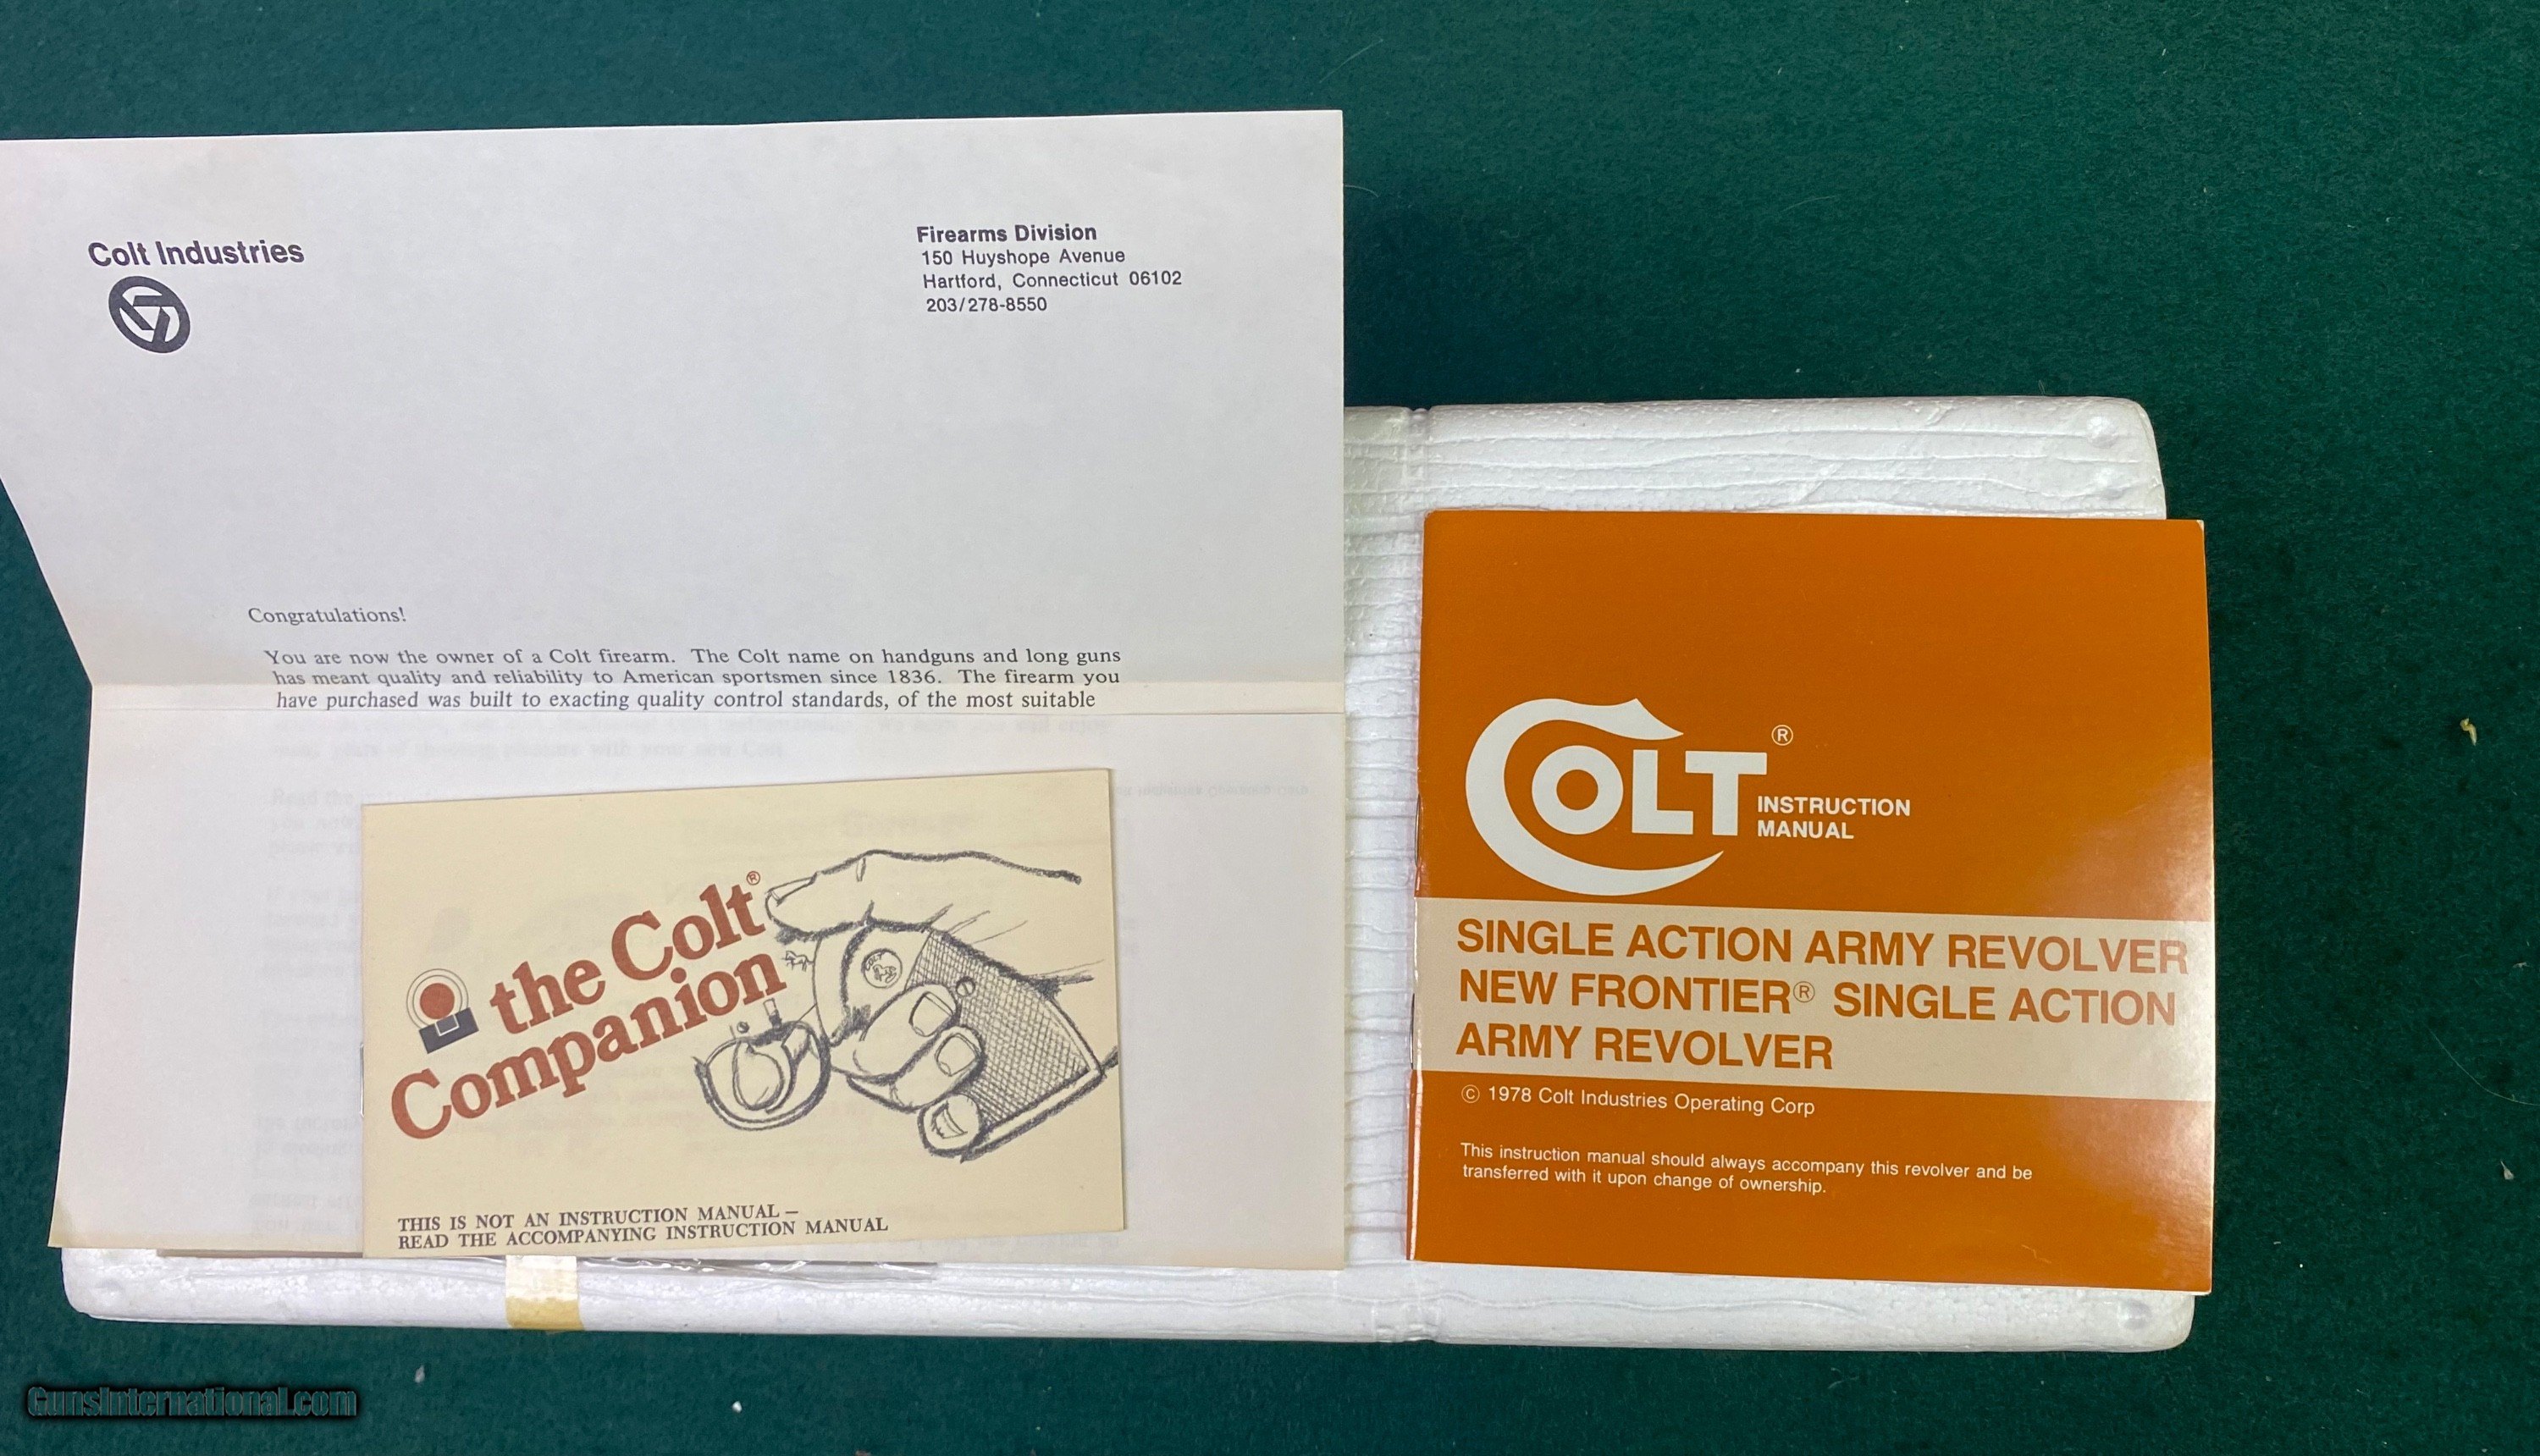 Colt Industries
Firearms Division
150 Huyshope Avenue
Hartford, Connecticut 06102
203/278-8550
Congratulations!
You are now the owner of a Colt firearm. The Colt name on handguns and long guns
has meant quality and reliability to American sportsmen since 1836. The firearm you
have purchased was built to exacting quality control standards, of the most suitable
the Colt®
Companion
THIS IS NOT AN INSTRUCTION MANUAL –
READ THE ACCOMPANYING INSTRUCTION MANUAL
COLT®
INSTRUCTION
MANUAL
SINGLE ACTION ARMY REVOLVER
NEW FRONTIER® SINGLE ACTION
ARMY REVOLVER
© 1978 Colt Industries Operating Corp
This instruction manual should always accompany this revolver and be
transferred with it upon change of ownership.
GunsInternational.com